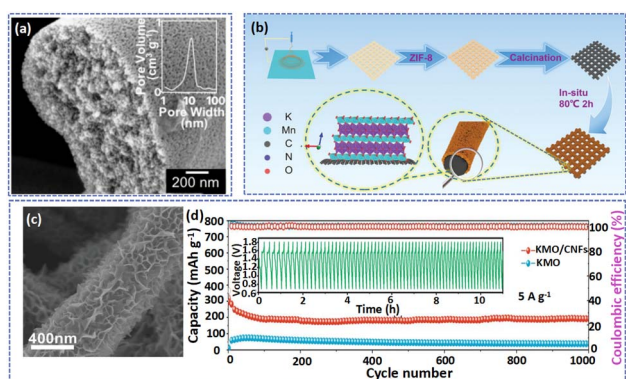 (a)
Pore Volume
(cm³ g⁻¹)
1
0
1 10 100
Pore Width
(nm)
200 nm
(b)
ZIF-8
Calcination
In-situ
80℃ 2h
K
Mn
C
N
O
(c)
400nm
(d)
Capacity (mAh g⁻¹)
800
700
600
500
400
300
200
100
0
Voltage (V)
1.8
1.6
1.4
1.2
1.0
0.8
0.6
0 2 4 6 8 10
Time (h)
KMO/CNFs
KMO
5 A g⁻¹
100
80
60
40
20
0
Coulombic efficiency (%)
0 200 400 600 800 1000
Cycle number